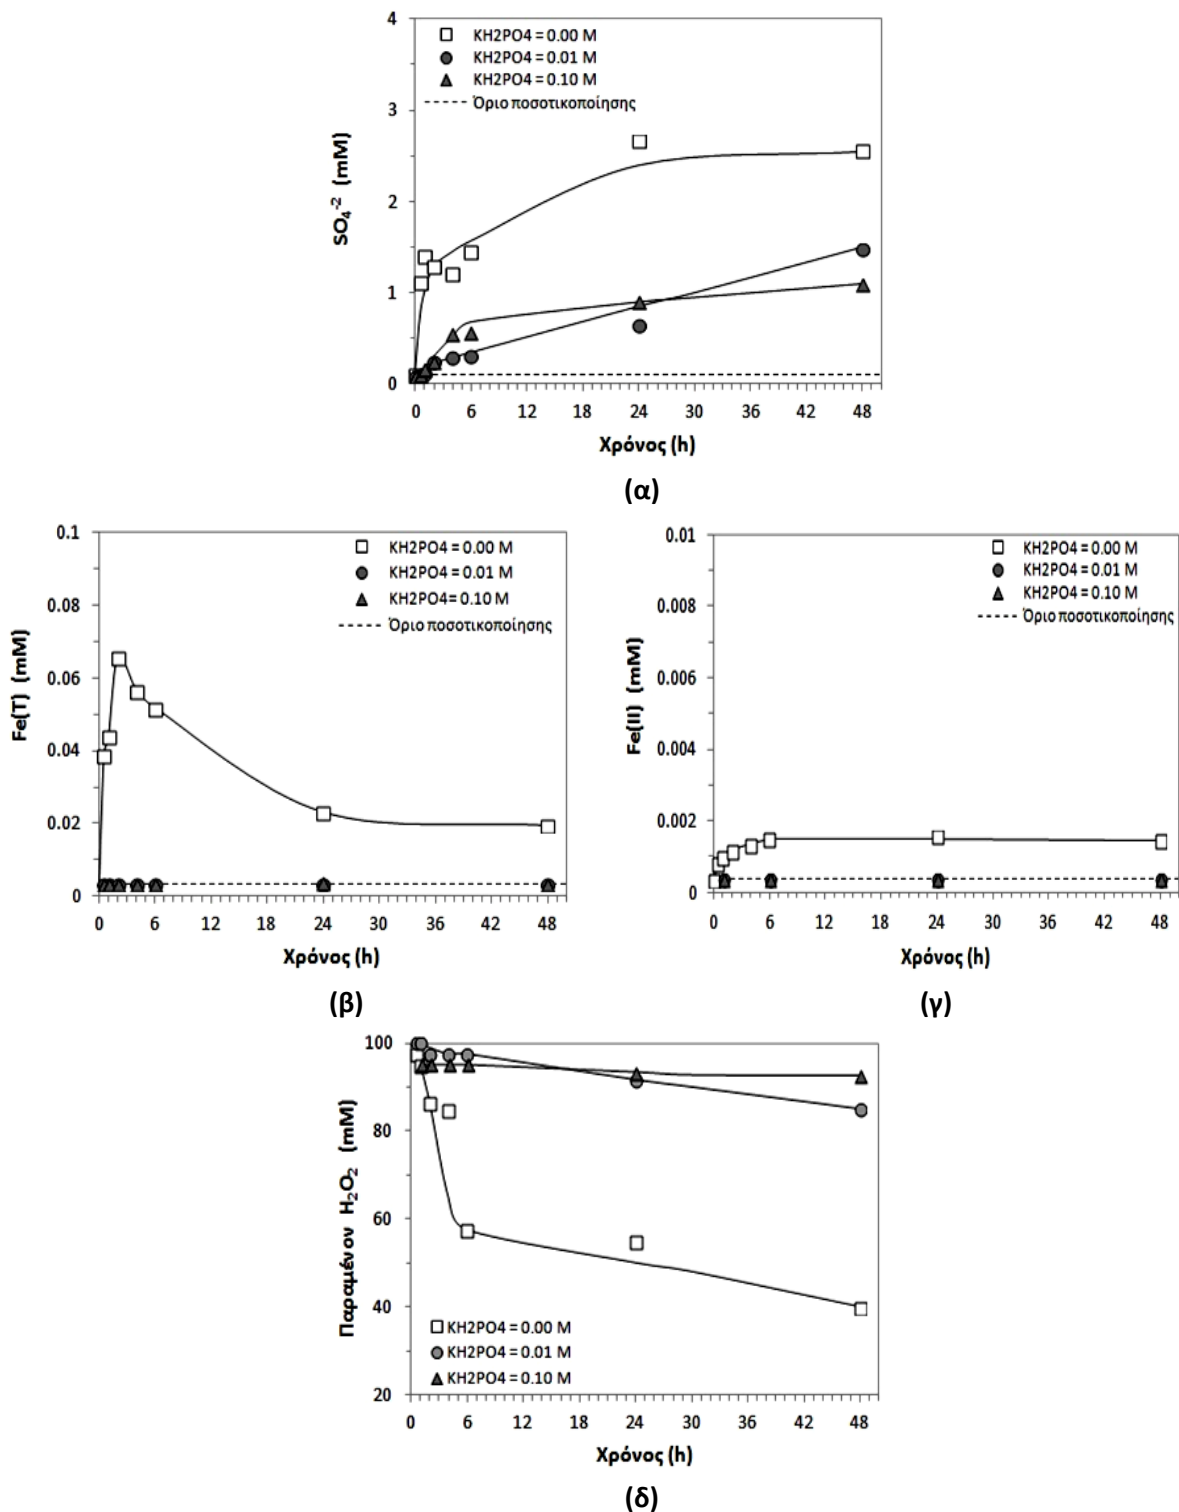 4
KH2PO4 = 0.00 M
KH2PO4 = 0.01 M
KH2PO4 = 0.10 M
Όριο ποσοτικοποίησης
3
2
1
0
SO₄⁻² (mM)
0 6 12 18 24 30 36 42 48
Χρόνος (h)
(α)
0.1
KH2PO4 = 0.00 M
KH2PO4 = 0.01 M
KH2PO4 = 0.10 M
Όριο ποσοτικοποίησης
0.08
0.06
0.04
0.02
0
Fe(T) (mM)
0 6 12 18 24 30 36 42 48
Χρόνος (h)
(β)
0.01
KH2PO4 = 0.00 M
KH2PO4 = 0.01 M
KH2PO4 = 0.10 M
Όριο ποσοτικοποίησης
0.008
0.006
0.004
0.002
0
Fe(II) (mM)
0 6 12 18 24 30 36 42 48
Χρόνος (h)
(γ)
100
80
60
40
20
Παραμένον H₂O₂ (mM)
KH2PO4 = 0.00 M
KH2PO4 = 0.01 M
KH2PO4 = 0.10 M
0 6 12 18 24 30 36 42 48
Χρόνος (h)
(δ)